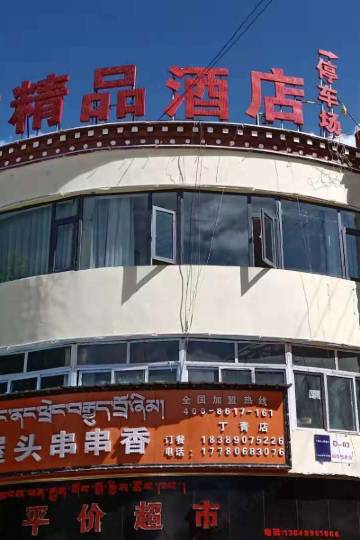 精品酒店
停车场
全国加盟热线
400-8617-161
头串串香
丁青店
订餐 18389075226
电话: 17780683076
平价超市